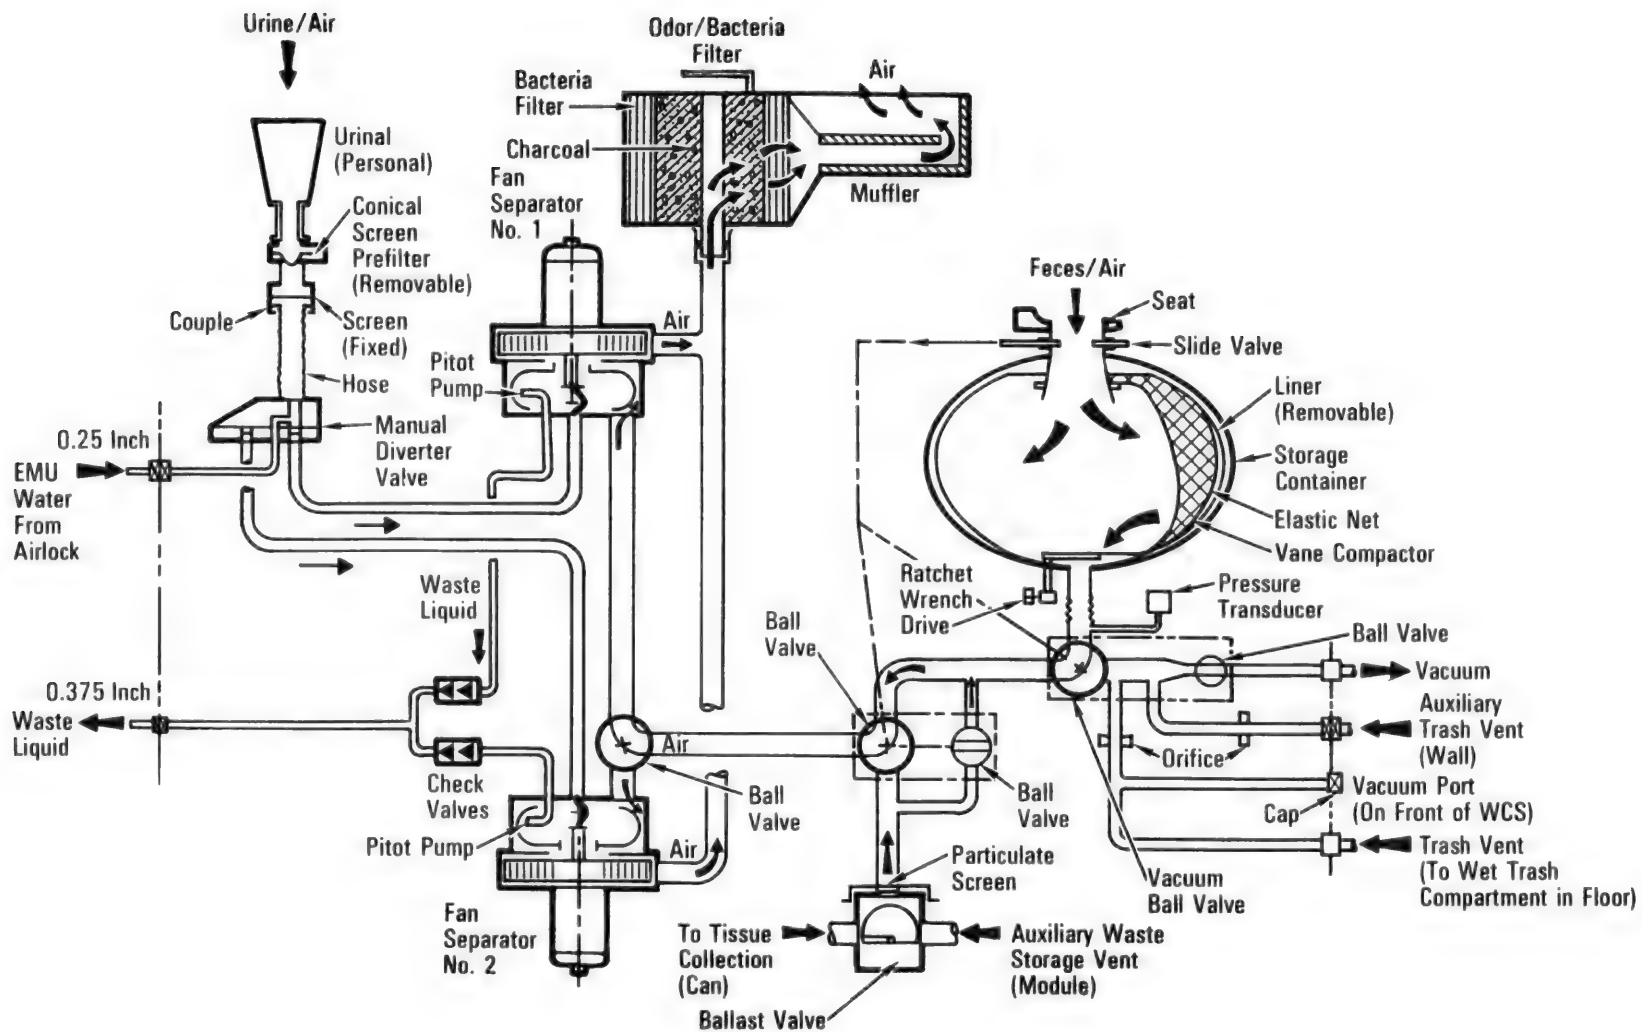 Urine/Air
Odor/Bacteria
Filter
Bacteria
Filter
Air
Urinal
(Personal)
Charcoal
Fan
Separator
No. 1
Muffler
Conical
Screen
Prefilter
(Removable)
Couple
Screen
(Fixed)
Hose
Air
Pitot
Pump
Feces/Air
Seat
Slide Valve
Liner
(Removable)
Storage
Container
Elastic Net
Vane Compactor
0.25 Inch
EMU
Water
From
Airlock
Manual
Diverter
Valve
Waste
Liquid
Ratchet
Wrench
Drive
Pressure
Transducer
Ball
Valve
Ball Valve
Vacuum
Auxiliary
Trash Vent
(Wall)
Orifice
Vacuum Port
(On Front of WCS)
Cap
Trash Vent
(To Wet Trash
Compartment in Floor)
0.375 Inch
Waste
Liquid
Check
Valves
Air
Ball
Valve
Ball
Valve
Pitot Pump
Air
Particulate
Screen
Vacuum
Ball Valve
Fan
Separator
No. 2
To Tissue
Collection
(Can)
Auxiliary Waste
Storage Vent
(Module)
Ballast Valve